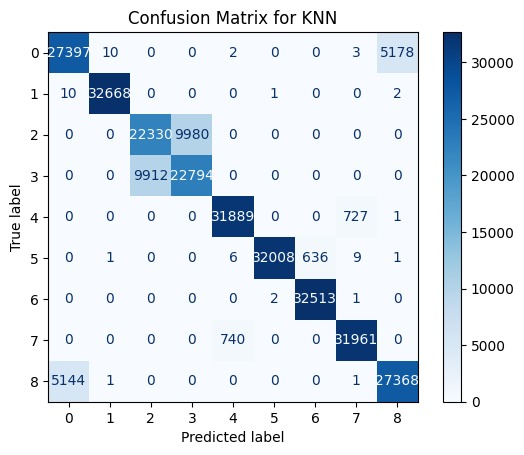 Confusion Matrix for KNN
0 27397 10 0 0 2 0 0 3 5178
1 10 32668 0 0 0 1 0 0 2
2 0 0 22330 9980 0 0 0 0 0
3 0 0 9912 22794 0 0 0 0 0
4 0 0 0 0 31889 0 0 727 1
5 0 1 0 0 6 32008 636 9 1
6 0 0 0 0 0 2 32513 1 0
7 0 0 0 0 740 0 0 31961 0
8 5144 1 0 0 0 0 0 1 27368
0 1 2 3 4 5 6 7 8
Predicted label
True label
30000
25000
20000
15000
10000
5000
0